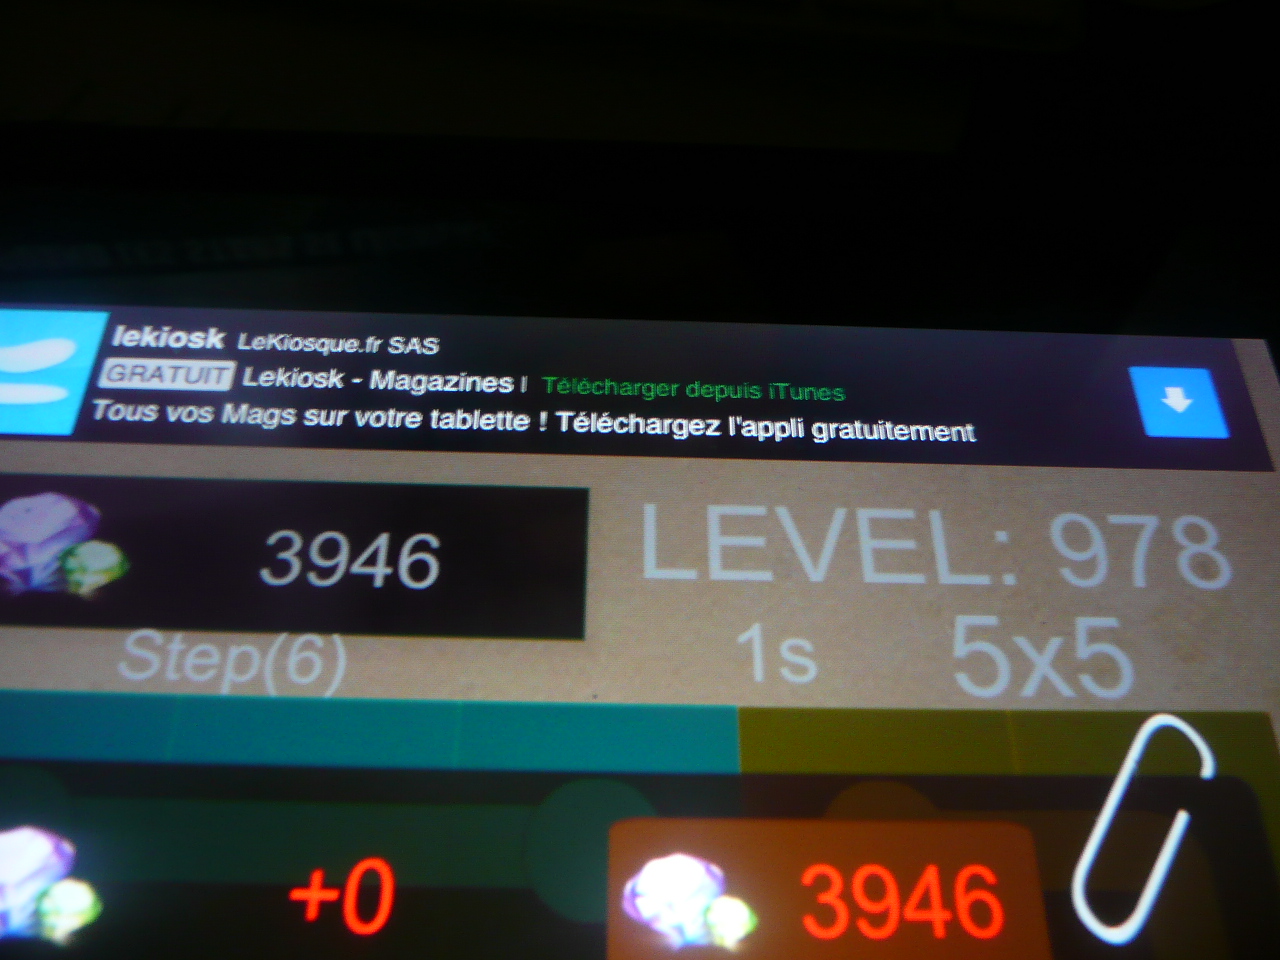 lekiosk LeKiosque.fr SAS
GRATUIT Lekiosk - Magazines | Télécharger depuis iTunes
Tous vos Mags sur votre tablette ! Téléchargez l'appli gratuitement
3946 LEVEL: 978
Step(6) 1s 5x5
+0 3946